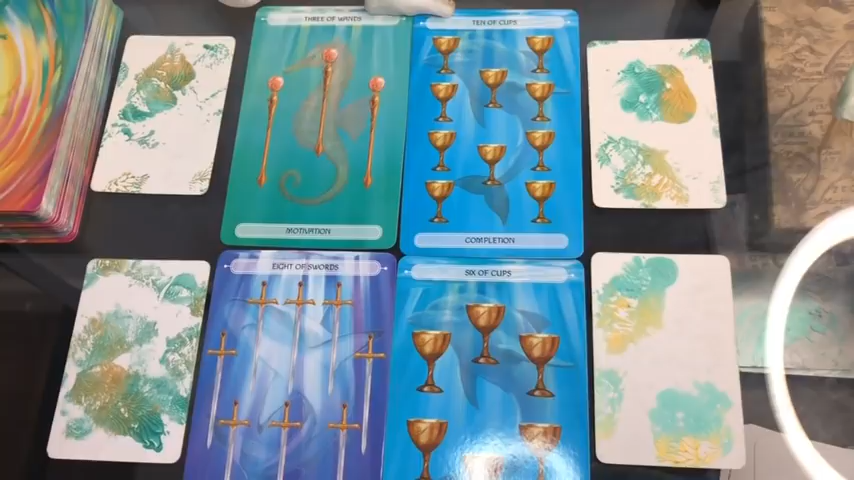 THREE OF WANDS
TEN OF CUPS
MOTIVATION
COMPLETION
EIGHT OF SWORDS
SIX OF CUPS